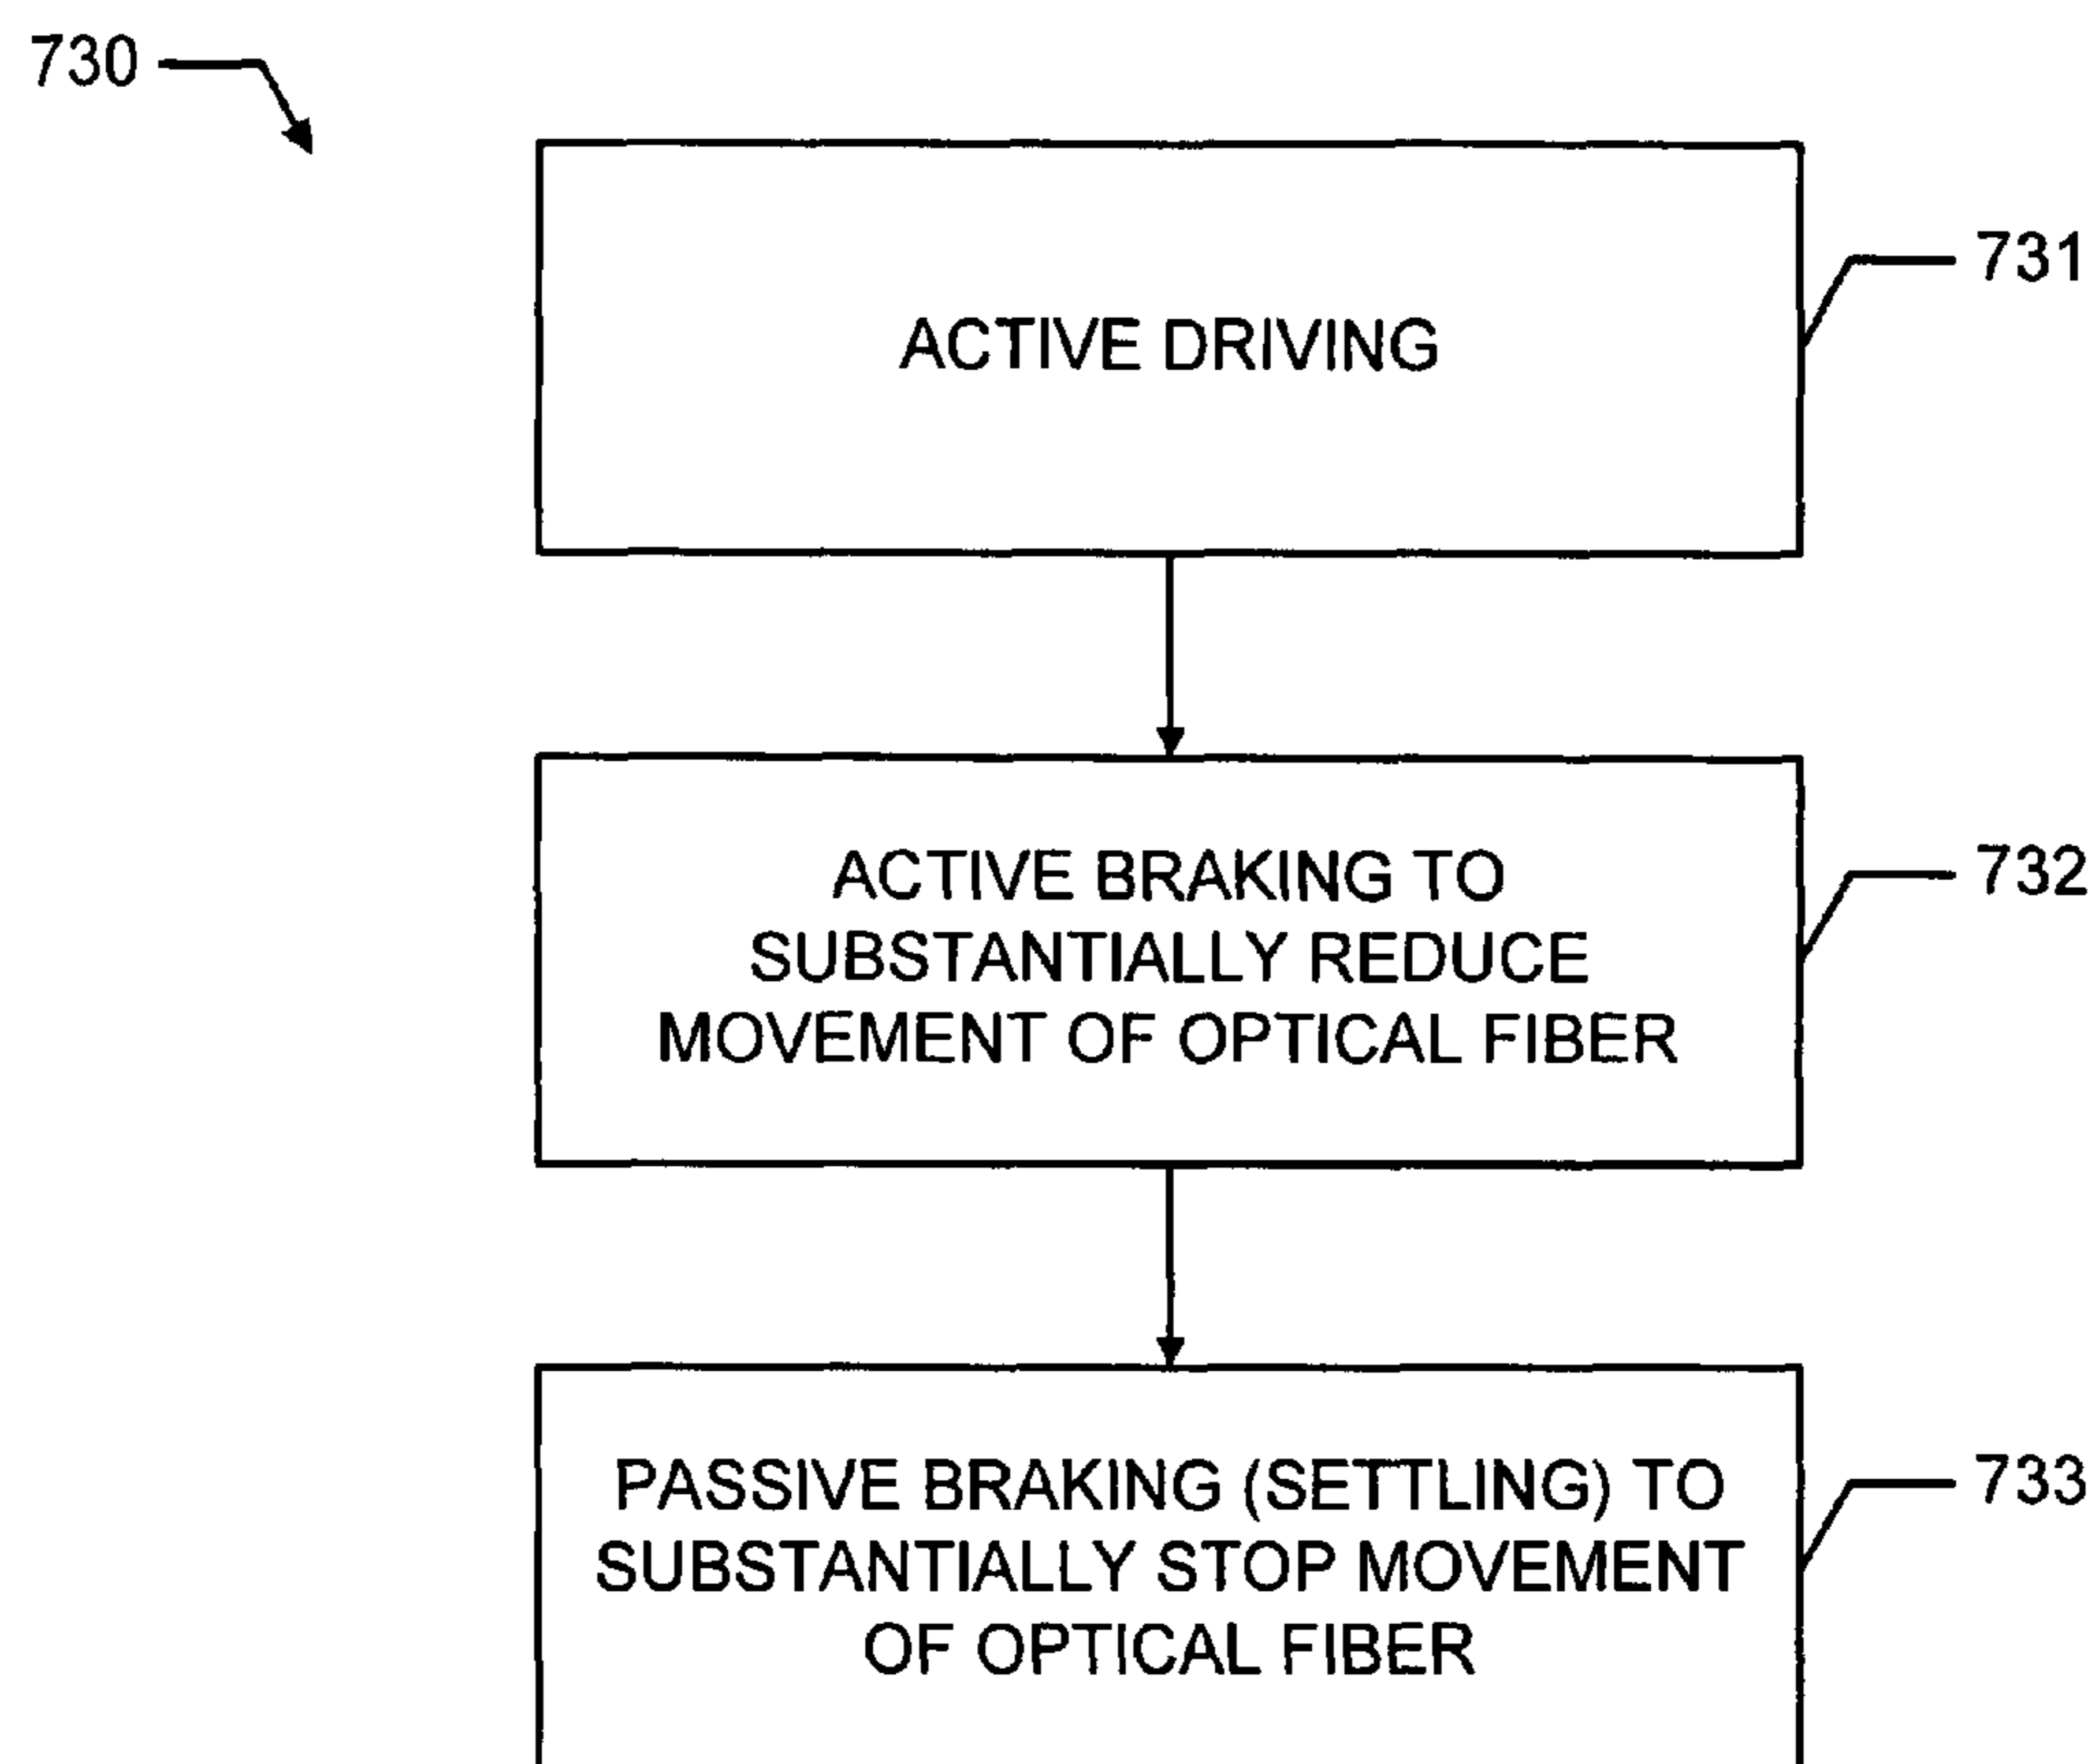 730
731
ACTIVE DRIVING
732
ACTIVE BRAKING TO
SUBSTANTIALLY REDUCE
MOVEMENT OF OPTICAL FIBER
733
PASSIVE BRAKING (SETTLING) TO
SUBSTANTIALLY STOP MOVEMENT
OF OPTICAL FIBER